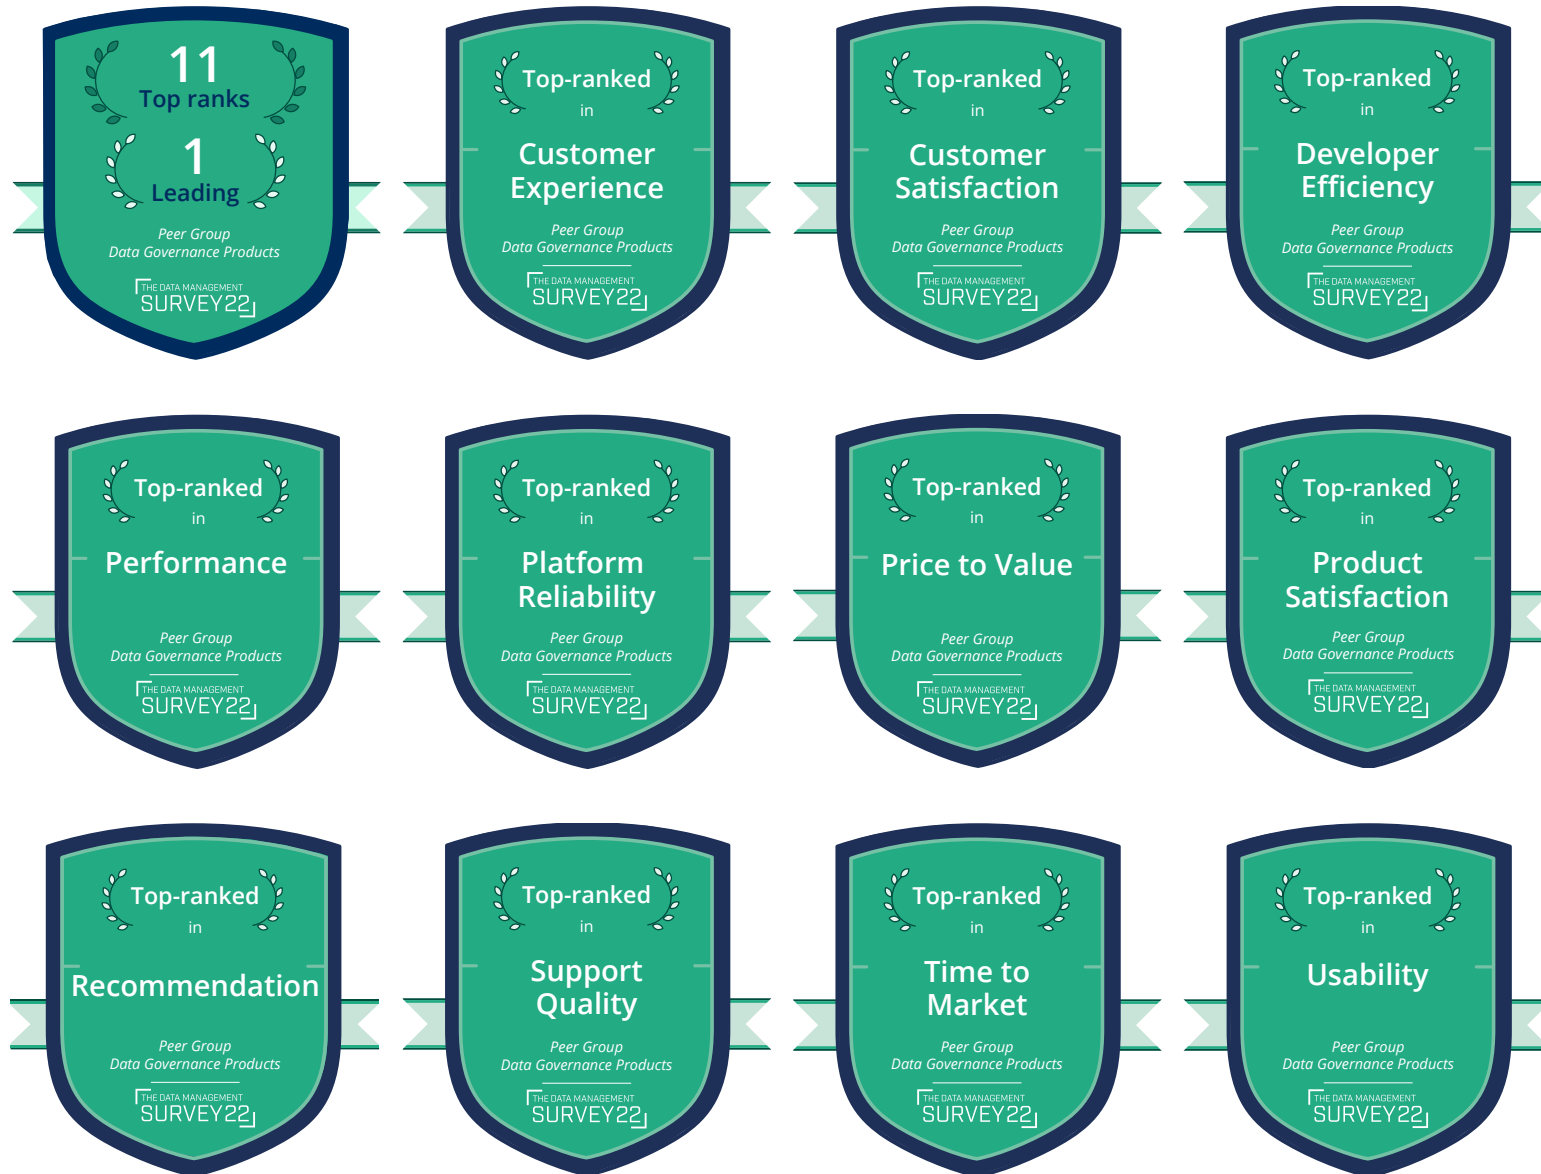 11
Top ranks
1
Leading
Peer Group
Data Governance Products
THE DATA MANAGEMENT
SURVEY22
Top-ranked
in
Customer
Experience
Peer Group
Data Governance Products
THE DATA MANAGEMENT
SURVEY22
Top-ranked
in
Customer
Satisfaction
Peer Group
Data Governance Products
THE DATA MANAGEMENT
SURVEY22
Top-ranked
in
Developer
Efficiency
Peer Group
Data Governance Products
THE DATA MANAGEMENT
SURVEY22
Top-ranked
in
Performance
Peer Group
Data Governance Products
THE DATA MANAGEMENT
SURVEY22
Top-ranked
in
Platform
Reliability
Peer Group
Data Governance Products
THE DATA MANAGEMENT
SURVEY22
Top-ranked
in
Price to Value
Peer Group
Data Governance Products
THE DATA MANAGEMENT
SURVEY22
Top-ranked
in
Product
Satisfaction
Peer Group
Data Governance Products
THE DATA MANAGEMENT
SURVEY22
Top-ranked
in
Recommendation
Peer Group
Data Governance Products
THE DATA MANAGEMENT
SURVEY22
Top-ranked
in
Support
Quality
Peer Group
Data Governance Products
THE DATA MANAGEMENT
SURVEY22
Top-ranked
in
Time to
Market
Peer Group
Data Governance Products
THE DATA MANAGEMENT
SURVEY22
Top-ranked
in
Usability
Peer Group
Data Governance Products
THE DATA MANAGEMENT
SURVEY22